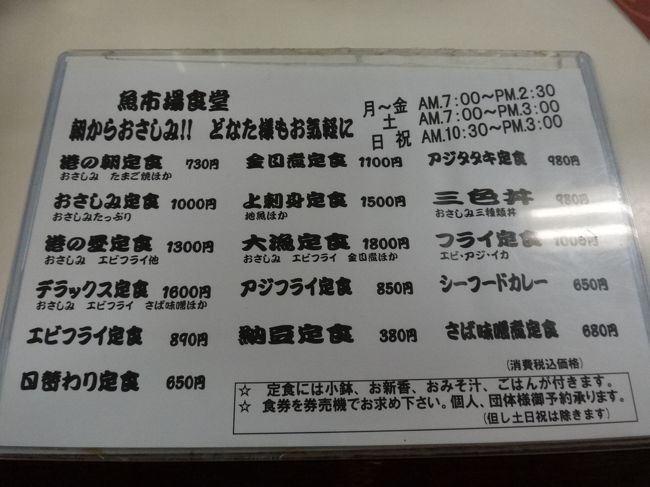 魚市場食堂
朝からおさしみ!! どなた様もお気軽に
月～金 AM.7:00～PM.2:30
土 AM.7:00～PM.3:00
日祝 AM.10:30～PM.3:00
港の朝定食 730円
おさしみ たまご焼ほか
おさしみ定食 1000円
おさしみたっぷり
港の昼定食 1300円
おさしみ エビフライ他
デラックス定食 1600円
おさしみ エビフライ さば味噌ほか
エビフライ定食 890円
日替わり定食 650円
金目煮定食 1100円
上刺身定食 1500円
地魚ほか
大漁定食 1800円
おさしみ エビフライ 金目煮ほか
アジフライ定食 850円
納豆定食 380円
アジタタキ定食 980円
三色丼 980円
おさしみ三種類丼
フライ定食 1000円
エビ・アジ・イカ
シーフードカレー 650円
さば味噌煮定食 680円
(消費税込価格)
☆ 定食には小鉢、お新香、おみそ汁、ごはんが付きます。
☆ 食券を券売機でお求め下さい。個人、団体様御予約承ります。
(但し土日祝は除きます)